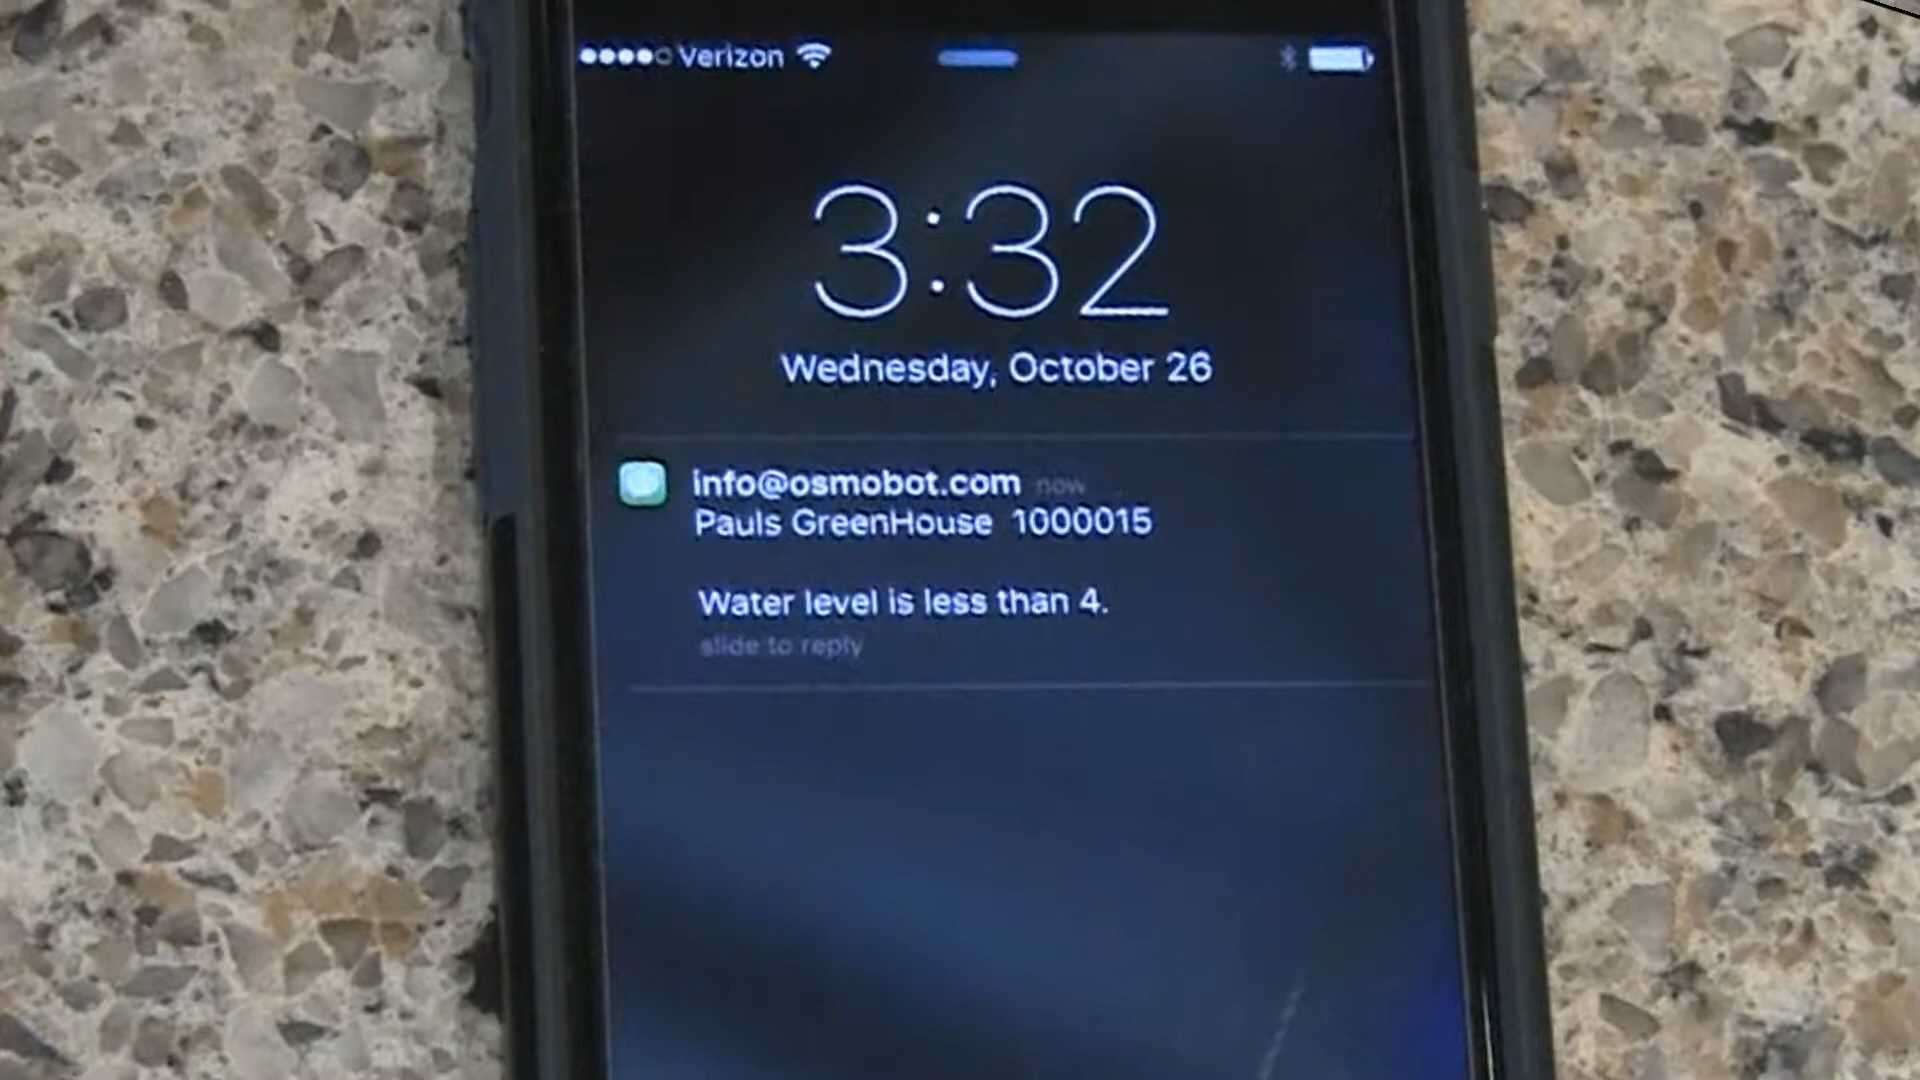 Verizon
3:32
Wednesday, October 26
info@osmobot.com now
Pauls GreenHouse 1000015
Water level is less than 4.
slide to reply